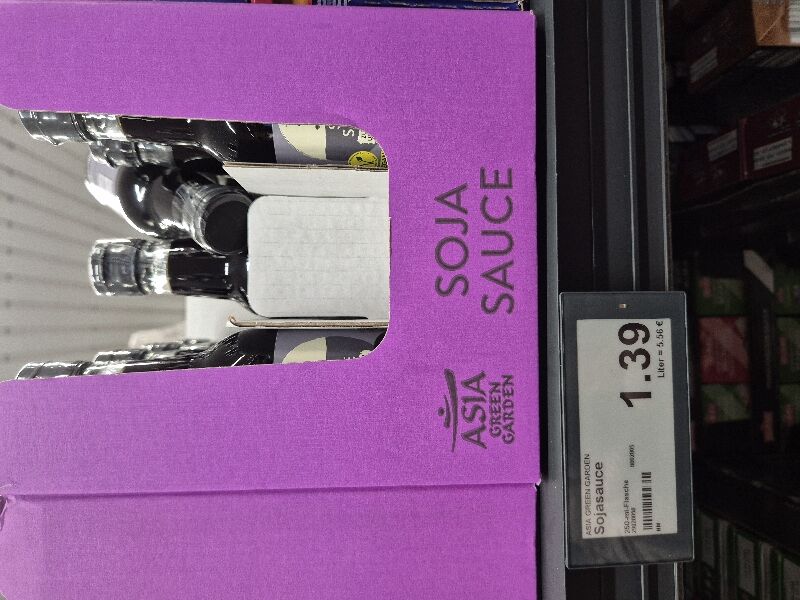 SOJA
SAUCE
ASIA
GREEN
GARDEN
ASIA GREEN GARDEN
Sojasauce
250-ml-Flasche
1.39
Liter = 5.56 €